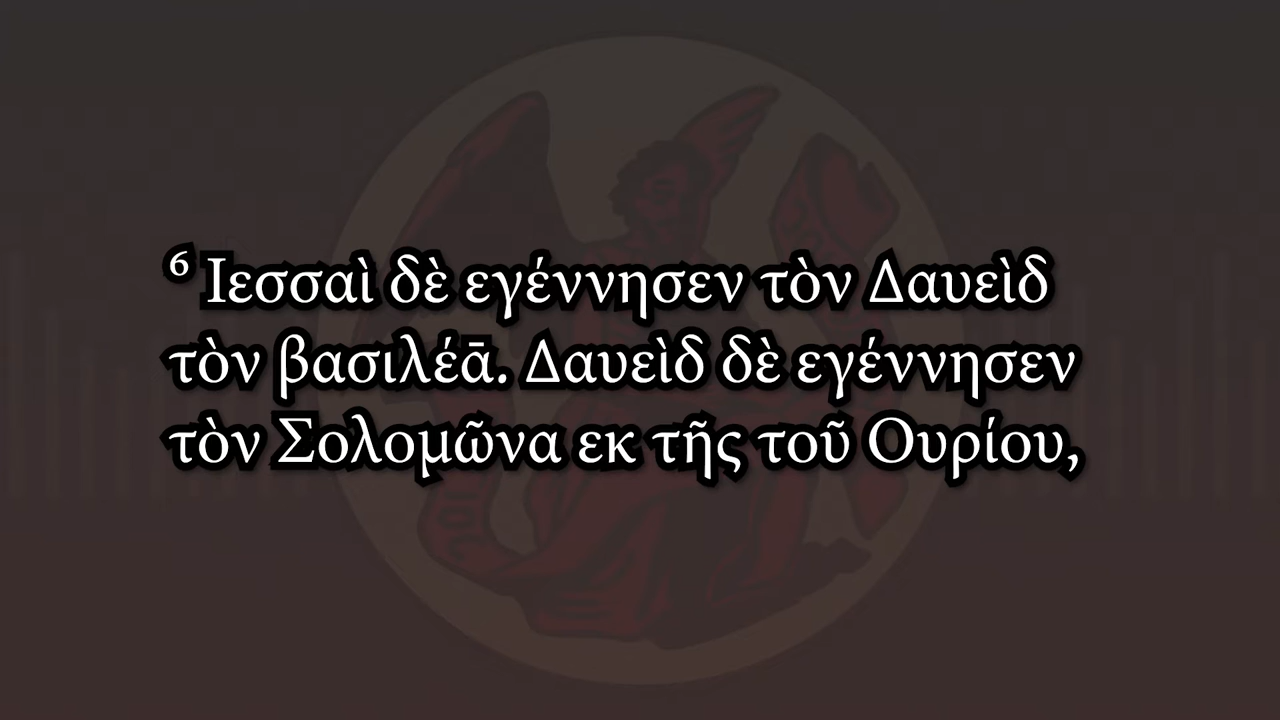 ⁶ Ιεσσαὶ δὲ εγέννησεν τὸν Δαυεὶδ
τὸν βασιλέᾱ. Δαυεὶδ δὲ εγέννησεν
τὸν Σολομῶνα εκ τῆς τοῦ Ουρίου,